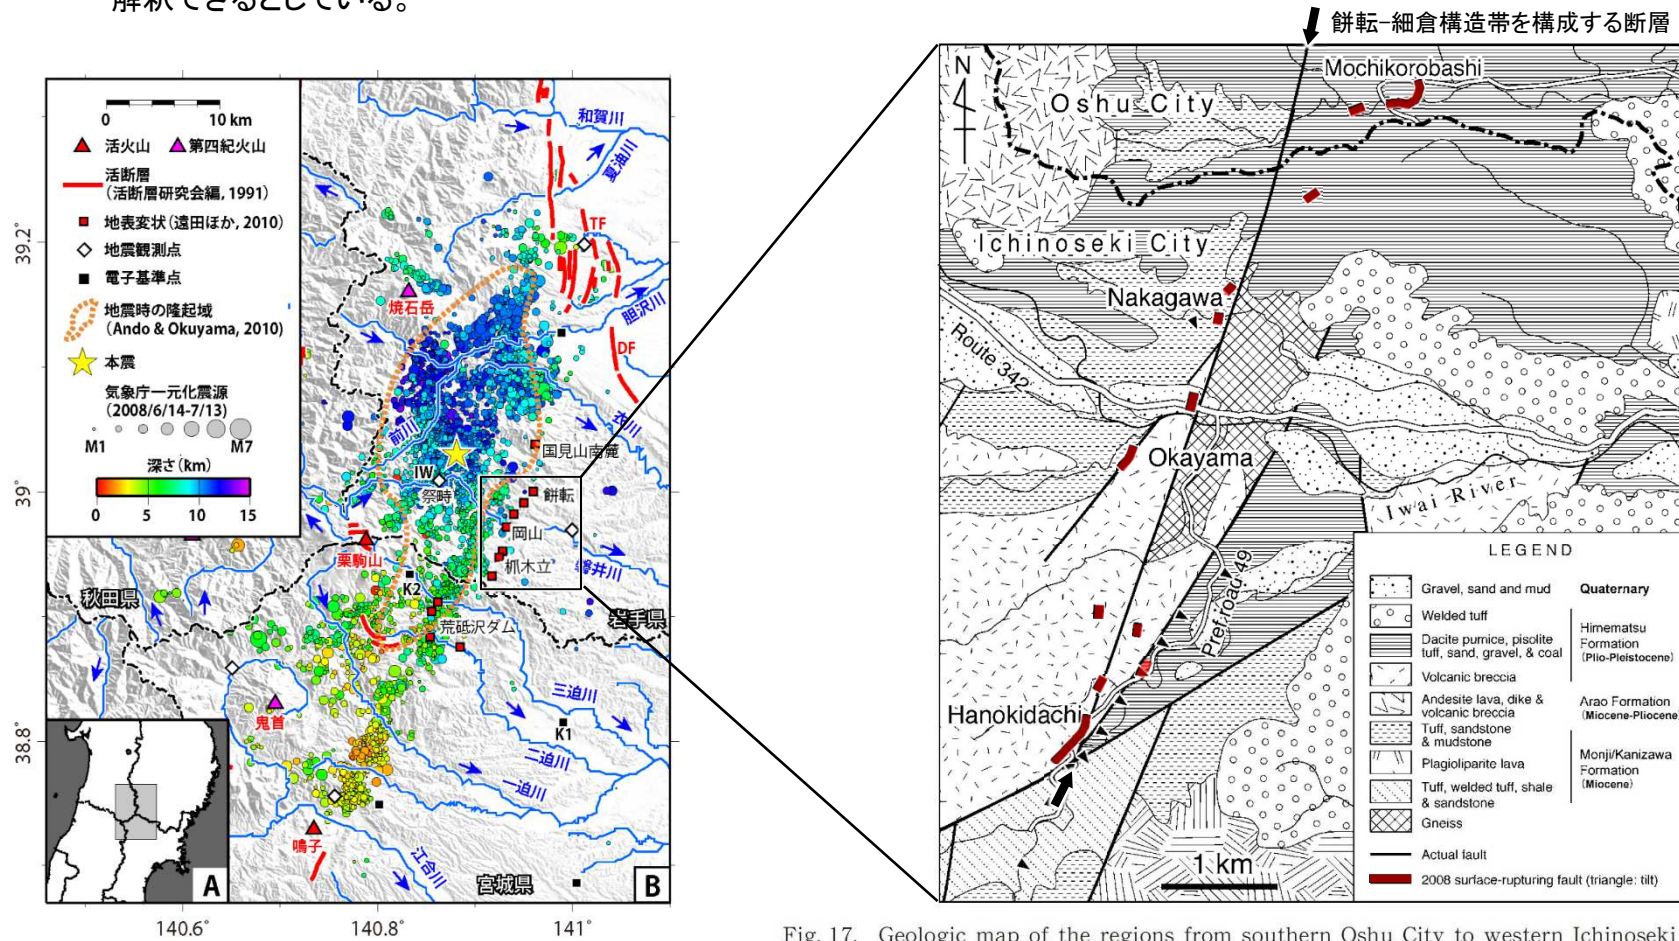 解釈できるとしている。
0 10 km
活火山 第四紀火山
活断層
(活断層研究会編, 1991)
地表変状(遠田ほか, 2010)
地震観測点
電子基準点
地震時の隆起域
(Ando & Okuyama, 2010)
本震
気象庁一元化震源
(2008/6/14-7/13)
M1 M7
深さ(km)
0 5 10 15
39.2°
39°
38.8°
140.6° 140.8° 141°
和賀川
夏油川
TF
胆沢川
焼石岳
DF
衣川
前川
国見山南麓
IW
祭畤
餅転
岡山
栗駒山
枛木立
磐井川
K2
秋田県
岩手県
荒砥沢ダム
三迫川
鬼首
K1
二迫川
一迫川
鳴子
江合川
宮城県
A
B
餅転−細倉構造帯を構成する断層
N
Mochikorobashi
Oshu City
Ichinoseki City
Nakagawa
Route 342
Okayama
Iwai River
Pref.road 49
Hanokidachi
1 km
LEGEND
Gravel, sand and mud Quaternary
Welded tuff
Dacite pumice, pisolite
tuff, sand, gravel, & coal
Himematsu
Formation
(Plio-Pleistocene)
Volcanic breccia
Andesite lava, dike &
volcanic breccia
Arao Formation
(Miocene-Pliocene)
Tuff, sandstone
& mudstone
Plagioliparite lava
Monji/Kanizawa
Formation
(Miocene)
Tuff, welded tuff, shale
& sandstone
Gneiss
Actual fault
2008 surface-rupturing fault (triangle: tilt)
Fig. 17. Geologic map of the regions from southern Oshu City to western Ichinoseki